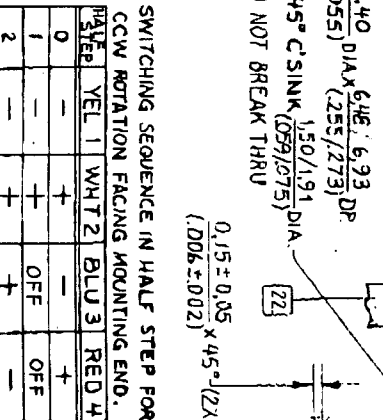 ,40
055) DIA.X 6,48/6,93 (.255/.273) DP
45° C'SINK 1,50/1,91 (.059/.075) DIA.
NOT BREAK THRU
0,15 ± 0,05 (.006±.002) X 45° (2X
22
SWITCHING SEQUENCE IN HALF STEP FOR
CCW ROTATION FACING MOUNTING END.
HALF STEP YEL 1 WHT 2 BLU 3 RED 4
0 — + — +
1 — + OFF OFF
2 — + + —